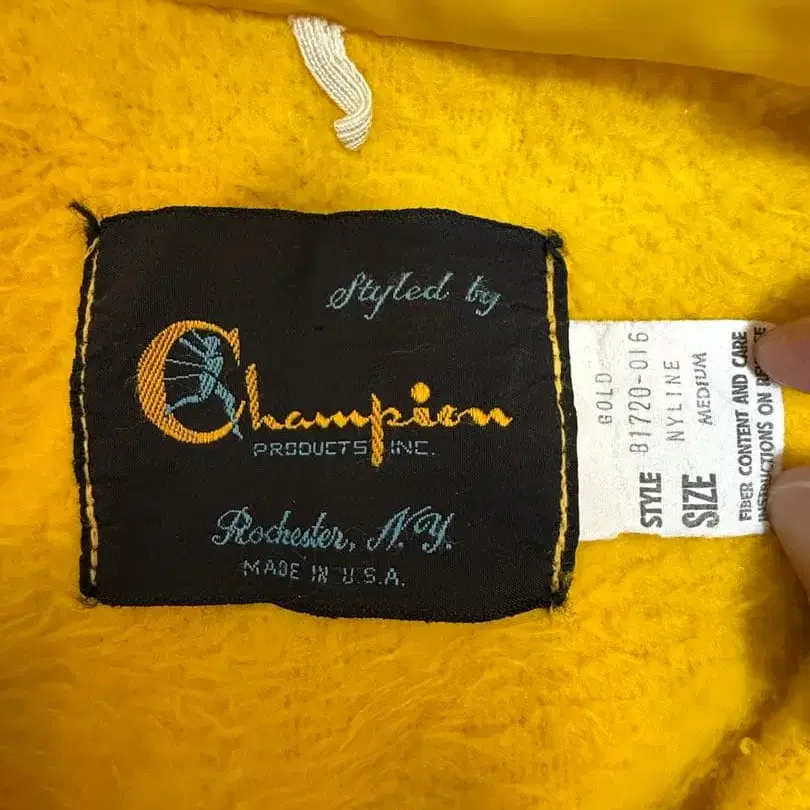 Styled by
Champion
PRODUCTS INC.
Rochester, N.Y.
MADE IN U.S.A.
GOLD
STYLE B1720-016
NYLINE
SIZE MEDIUM
FIBER CONTENT AND CARE
INSTRUCTIONS ON